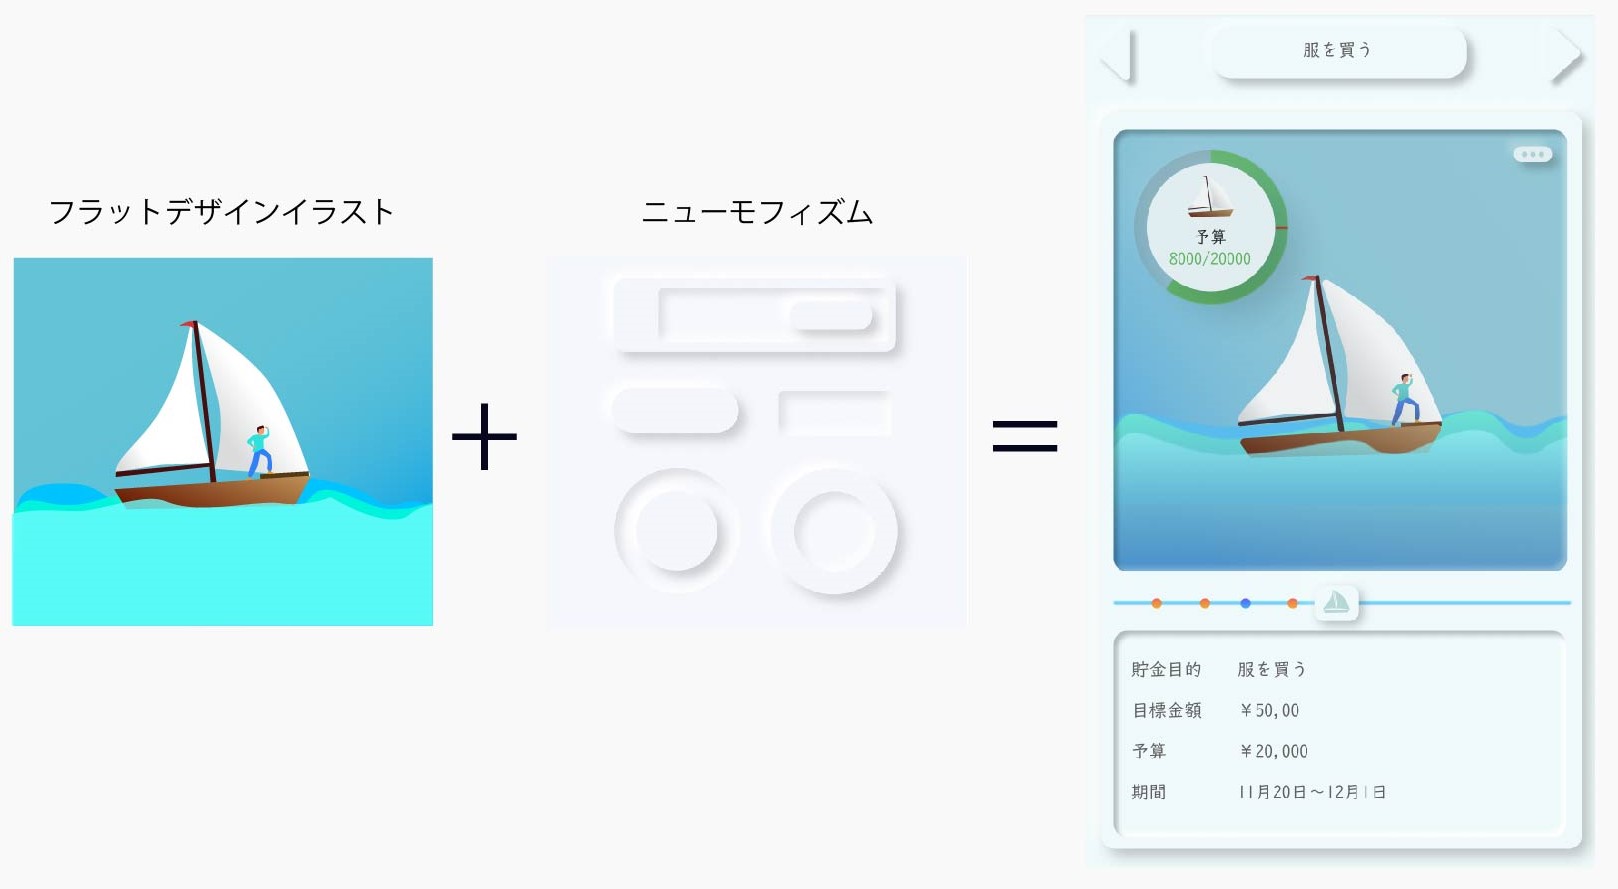 フラットデザインイラスト
ニューモフィズム
服を買う
予算
8000/20000
貯金目的 服を買う
目標金額 ¥50,00
予算 ¥20,000
期間 11月20日～12月1日